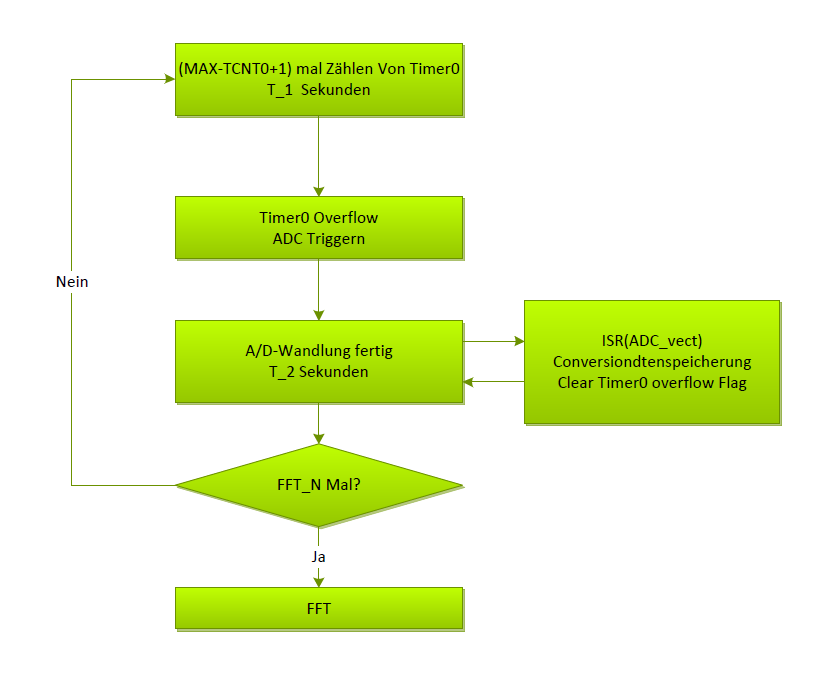 (MAX-TCNT0+1) mal Zählen Von Timer0
T_1 Sekunden
Timer0 Overflow
ADC Triggern
Nein
A/D-Wandlung fertig
T_2 Sekunden
ISR(ADC_vect)
Conversiondtenspeicherung
Clear Timer0 overflow Flag
FFT_N Mal?
Ja
FFT